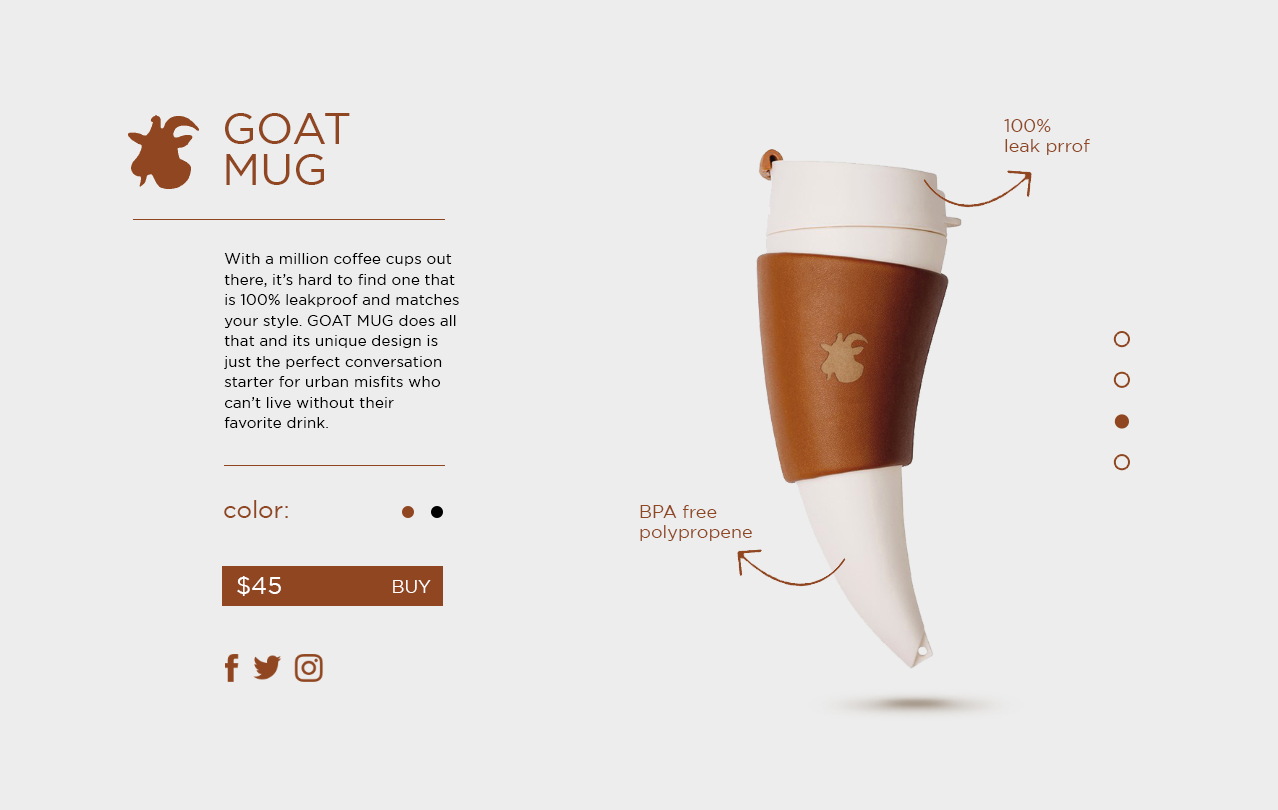 GOAT
MUG
With a million coffee cups out
there, it’s hard to find one that
is 100% leakproof and matches
your style. GOAT MUG does all
that and its unique design is
just the perfect conversation
starter for urban misfits who
can’t live without their
favorite drink.
color:
$45 BUY
100%
leak prrof
BPA free
polypropene